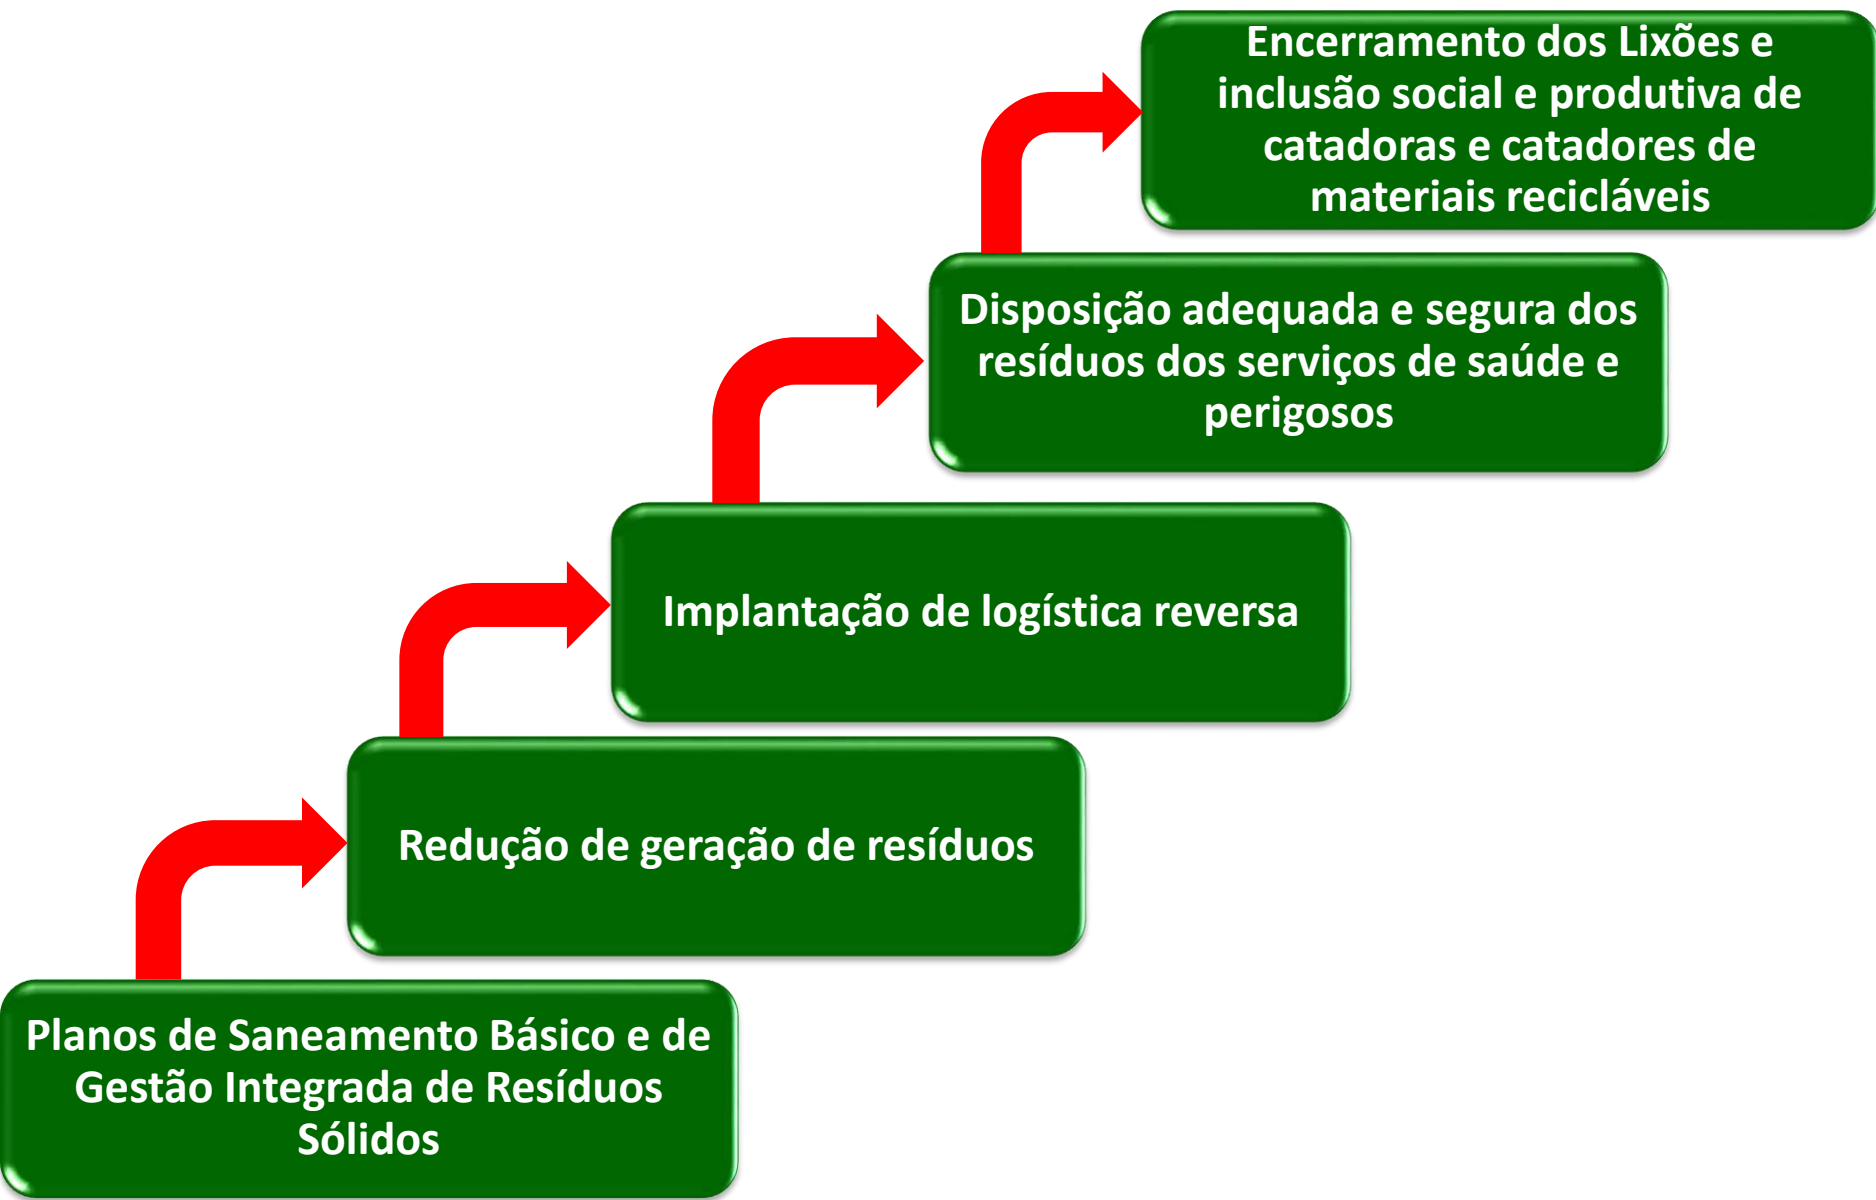 Encerramento dos Lixões e
inclusão social e produtiva de
catadoras e catadores de
materiais recicláveis
Disposição adequada e segura dos
resíduos dos serviços de saúde e
perigosos
Implantação de logística reversa
Redução de geração de resíduos
Planos de Saneamento Básico e de
Gestão Integrada de Resíduos
Sólidos